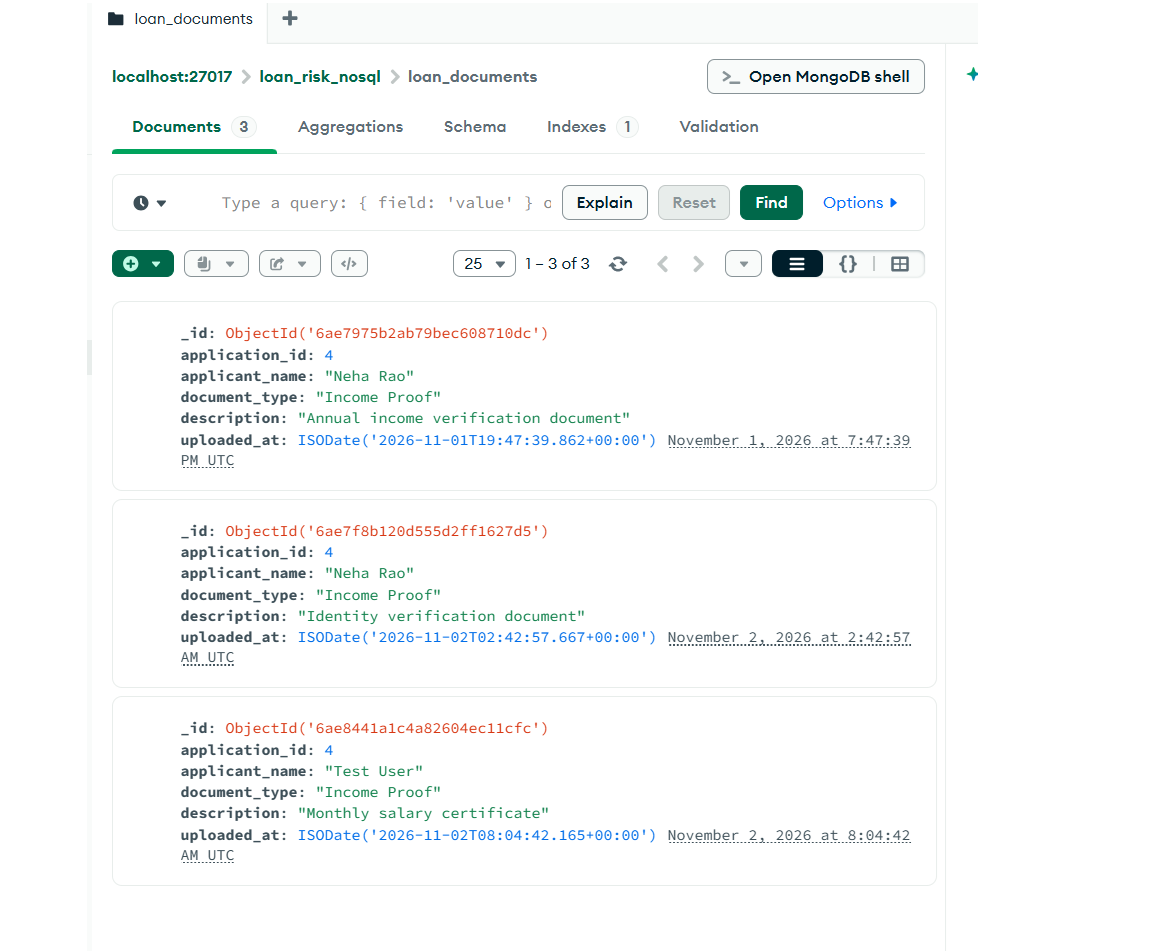 loan_documents
localhost:27017 > loan_risk_nosql > loan_documents
>_ Open MongoDB shell
Documents 3 Aggregations Schema Indexes 1 Validation
Type a query: { field: 'value' } o Explain Reset Find Options
</> 25 1 – 3 of 3 {}
_id: ObjectId('6ae7975b2ab79bec608710dc')
application_id: 4
applicant_name: "Neha Rao"
document_type: "Income Proof"
description: "Annual income verification document"
uploaded_at: ISODate('2026-11-01T19:47:39.862+00:00') November 1, 2026 at 7:47:39
PM UTC
_id: ObjectId('6ae7f8b120d555d2ff1627d5')
application_id: 4
applicant_name: "Neha Rao"
document_type: "Income Proof"
description: "Identity verification document"
uploaded_at: ISODate('2026-11-02T02:42:57.667+00:00') November 2, 2026 at 2:42:57
AM UTC
_id: ObjectId('6ae8441a1c4a82604ec11cfc')
application_id: 4
applicant_name: "Test User"
document_type: "Income Proof"
description: "Monthly salary certificate"
uploaded_at: ISODate('2026-11-02T08:04:42.165+00:00') November 2, 2026 at 8:04:42
AM UTC